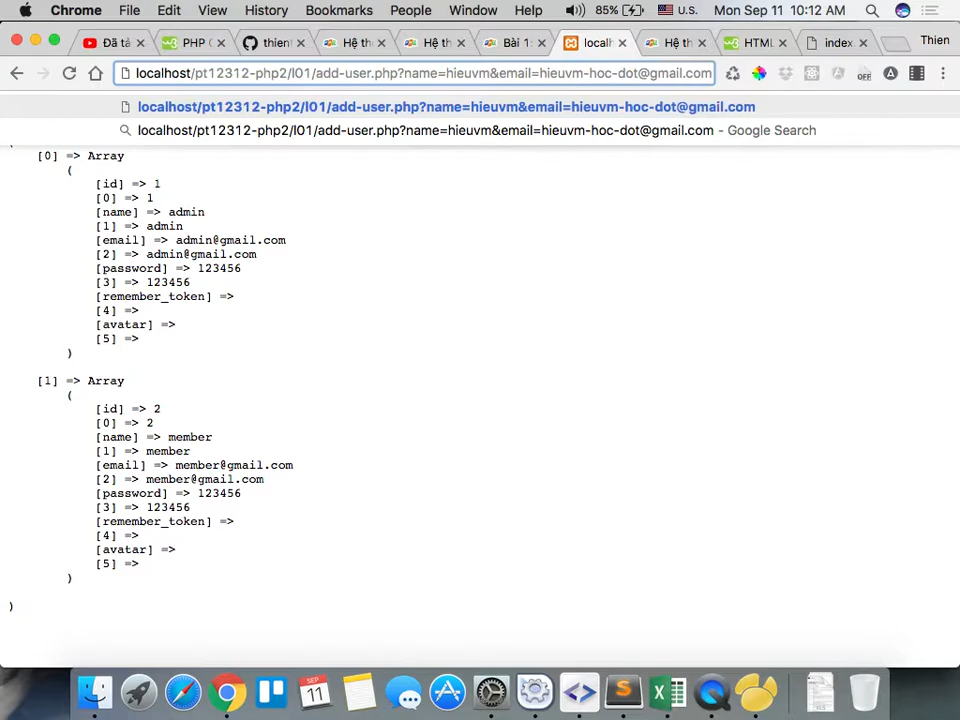 Chrome File Edit View History Bookmarks People Window Help 85% U.S. Mon Sep 11 10:12 AM
Đã tả PHP thient Hệ th Hệ th Bài 1: localh Hệ th HTML index Thien
localhost/pt12312-php2/l01/add-user.php?name=hieuvm&email=hieuvm-hoc-dot@gmail.com
OFF
localhost/pt12312-php2/l01/add-user.php?name=hieuvm&email=hieuvm-hoc-dot@gmail.com
localhost/pt12312-php2/l01/add-user.php?name=hieuvm&email=hieuvm-hoc-dot@gmail.com - Google Search
[0] => Array
(
[id] => 1
[0] => 1
[name] => admin
[1] => admin
[email] => admin@gmail.com
[2] => admin@gmail.com
[password] => 123456
[3] => 123456
[remember_token] =>
[4] =>
[avatar] =>
[5] =>
)
[1] => Array
(
[id] => 2
[0] => 2
[name] => member
[1] => member
[email] => member@gmail.com
[2] => member@gmail.com
[password] => 123456
[3] => 123456
[remember_token] =>
[4] =>
[avatar] =>
[5] =>
)
)
SEP
11